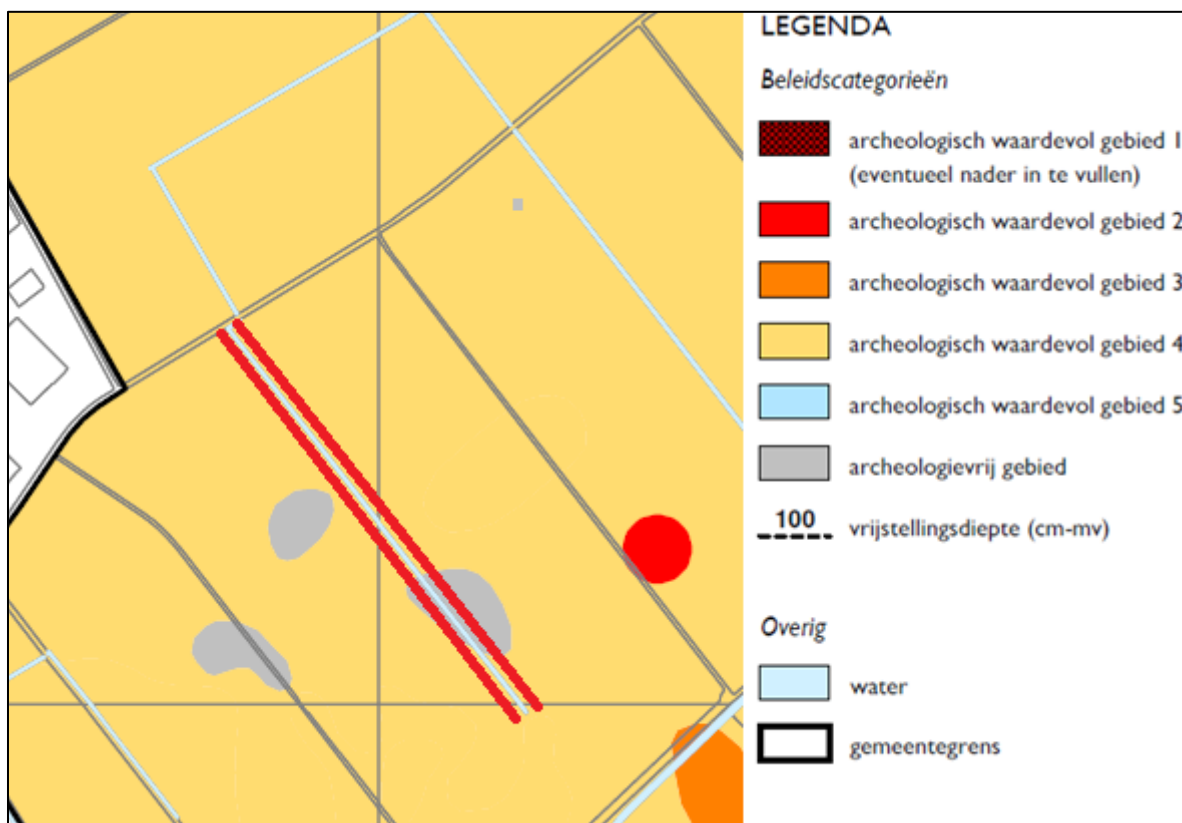 LEGENDA
Beleidscategorieën
archeologisch waardevol gebied 1
(eventueel nader in te vullen)
archeologisch waardevol gebied 2
archeologisch waardevol gebied 3
archeologisch waardevol gebied 4
archeologisch waardevol gebied 5
archeologievrij gebied
100 vrijstellingsdiepte (cm-mv)
Overig
water
gemeentegrens